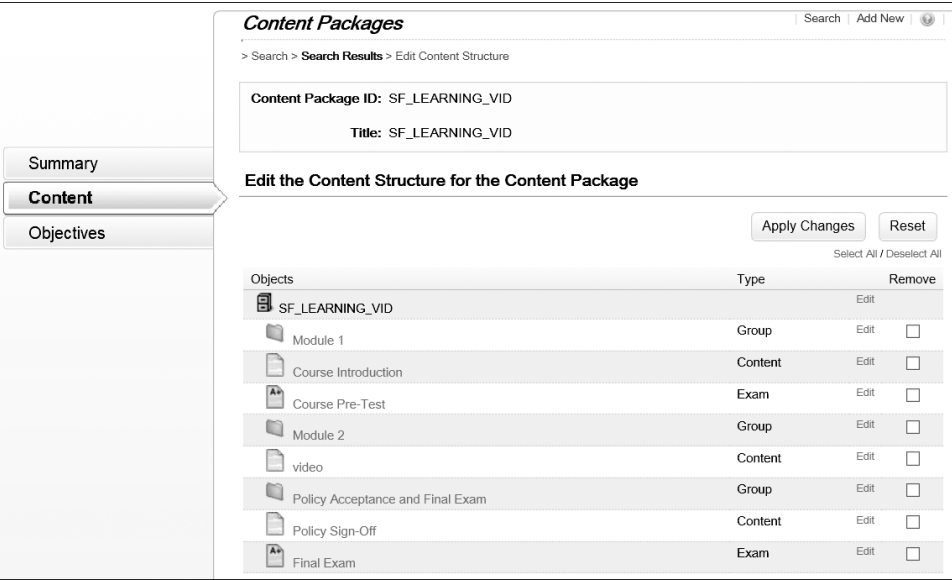 Content Packages
Search | Add New
> Search > Search Results > Edit Content Structure
Content Package ID: SF_LEARNING_VID
Title: SF_LEARNING_VID
Summary
Content
Objectives
Edit the Content Structure for the Content Package
Apply Changes Reset
Select All / Deselect All
Objects Type Remove
SF_LEARNING_VID Edit
Module 1 Group Edit
Course Introduction Content Edit
A+ Course Pre-Test Exam Edit
Module 2 Group Edit
video Content Edit
Policy Acceptance and Final Exam Group Edit
Policy Sign-Off Content Edit
A+ Final Exam Exam Edit